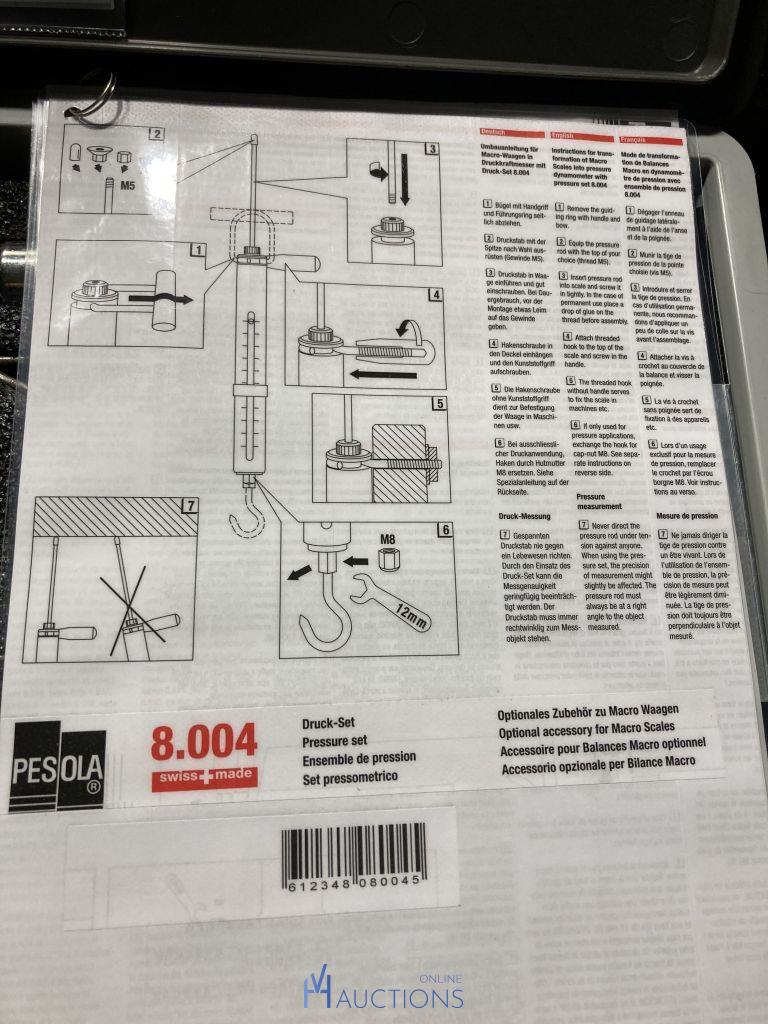 2
M5
1
3
4
5
6
M8
12mm
7
Deutsch
Umbauanleitung für
Macro-Waagen in
Druckkraftmesser mit
Druck-Set 8.004
1 Bügel mit Handgriff
und Führungsring seit-
lich abziehen.
2 Druckstab mit der
Spitze nach Wahl aus-
rüsten (Gewinde M5).
3 Druckstab in Waa-
ge einführen und gut
einschrauben. Bei Dau-
ergebrauch, vor der
Montage etwas Leim
auf das Gewinde
geben.
4 Hakenschraube in
den Deckel einhängen
und den Kunststoffgriff
aufschrauben.
5 Die Hakenschraube
ohne Kunststoffgriff
dient zur Befestigung
der Waage in Maschi-
nen usw.
6 Bei ausschliessli-
cher Druckanwendung,
Haken durch Hutmutter
M8 ersetzen. Siehe
Spezialanleitung auf der
Rückseite.
Druck-Messung
7 Gespannten
Druckstab nie gegen
ein Lebewesen richten.
Durch den Einsatz des
Druck-Set kann die
Messgenauigkeit
geringfügig beeinträch-
tigt werden. Der
Druckstab muss immer
rechtwinklig zum Mess-
objekt stehen.
English
Instructions for trans-
formation of Macro
Scales into pressure
dynamometer with
pressure set 8.004
1 Remove the guid-
ing ring with handle and
bow.
2 Equip the pressure
rod with the top of your
choice (thread M5).
3 Insert pressure rod
into scale and screw it
in tightly. In the case of
permanent use place a
drop of glue on the
thread before assembly.
4 Attach threaded
hook to the top of the
scale and screw in the
handle.
5 The threaded hook
without handle serves
to fix the scale in
machines etc.
6 If only used for
pressure applications,
exchange the hook for
cap-nut M8. See sepa-
rate instructions on
reverse side.
Pressure
measurement
7 Never direct the
pressure rod under ten-
sion against anyone.
When using the pres-
sure set, the precision
of measurement might
slightly be affected. The
pressure rod must
always be at a right
angle to the object
measured.
Français
Mode de transforma-
tion de Balances
Macro en dynamomè-
tre de pression avec
ensemble de pression
8.004
1 Dégager l'anneau
de guidage latérale-
ment à l'aide de l'anse
et de la poignée.
2 Munir la tige de
pression de la pointe
choisie (vis M5).
3 Introduire et serrer
la tige de pression. En
cas d'utilisation perma-
nente, nous recomman-
dons d'appliquer un
peu de colle sur la vis
avant l'assemblage.
4 Attacher la vis à
crochet au couvercle de
la balance et visser la
poignée.
5 La vis à crochet
sans poignée sert de
fixation à des appareils
etc.
6 Lors d'un usage
exclusif pour la mesure
de pression, remplacer
le crochet par l'écrou
borgne M8. Voir instruc-
tions au verso.
Mesure de pression
7 Ne jamais diriger la
tige de pression contre
un être vivant. Lors de
l'utilisation de l'ensem-
ble de pression, la pré-
cision de mesure peut
être légèrement dimi-
nuée. La tige de pres-
sion doit toujours être
perpendiculaire à l'objet
mesuré.
PESOLA ®
8.004
swiss made
Druck-Set
Pressure set
Ensemble de pression
Set pressometrico
Optionales Zubehör zu Macro Waagen
Optional accessory for Macro Scales
Accessoire pour Balances Macro optionnel
Accessorio opzionale per Bilance Macro
612348 080045
ONLINE
AUCTIONS